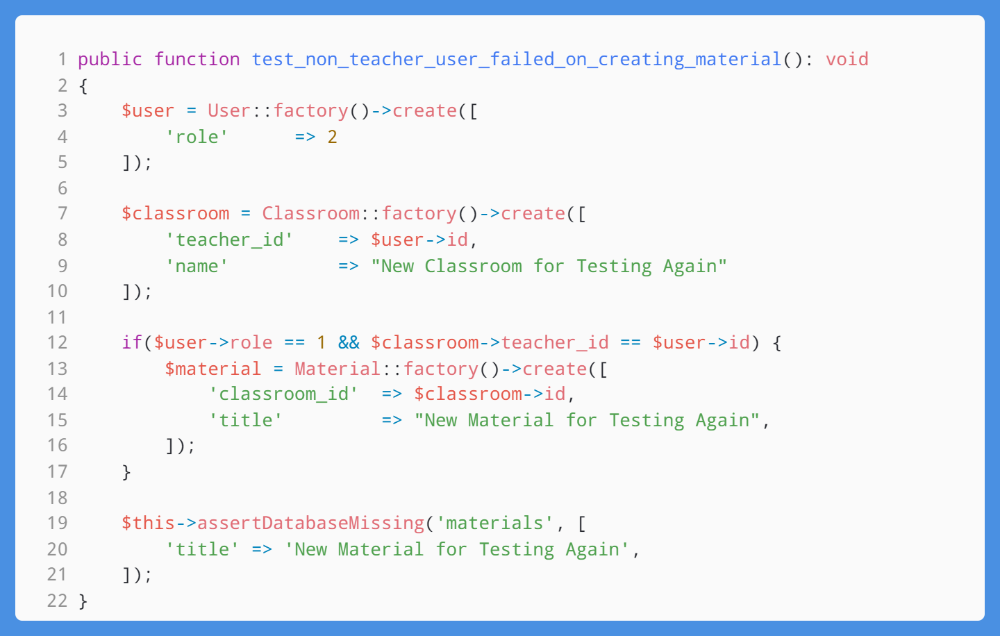 1 public function test_non_teacher_user_failed_on_creating_material(): void
2 {
3     $user = User::factory()->create([
4         'role'      => 2
5     ]);
6
7     $classroom = Classroom::factory()->create([
8         'teacher_id'    => $user->id,
9         'name'          => "New Classroom for Testing Again"
10     ]);
11
12     if($user->role == 1 && $classroom->teacher_id == $user->id) {
13         $material = Material::factory()->create([
14             'classroom_id'  => $classroom->id,
15             'title'         => "New Material for Testing Again",
16         ]);
17     }
18
19     $this->assertDatabaseMissing('materials', [
20         'title' => 'New Material for Testing Again',
21     ]);
22 }